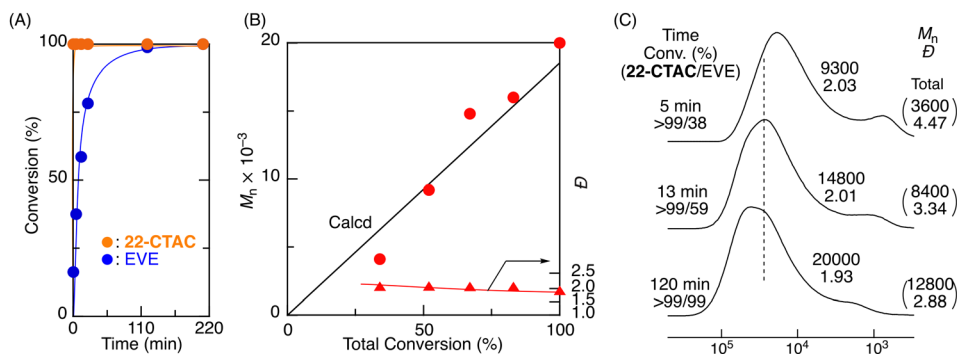 (A)
100
50
0
Conversion (%)
0
110
220
Time (min)
: 22-CTAC
: EVE
(B)
20
10
0
Mn × 10−3
Calcd
0
50
100
Total Conversion (%)
2.5
2.0
1.5
1.0
Đ
(C)
Time
Conv. (%)
(22-CTAC/EVE)
Mn
Đ
Total
5 min
>99/38
9300
2.03
(3600
4.47)
13 min
>99/59
14800
2.01
(8400
3.34)
120 min
>99/99
20000
1.93
(12800
2.88)
105
104
103